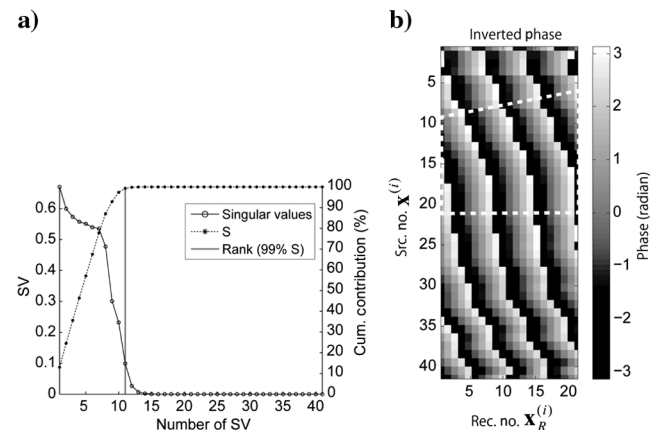 a)
0.6
0.5
0.4
0.3
0.2
0.1
0
SV
5 10 15 20 25 30 35 40
Number of SV
100
90
80
70
60
50
40
30
20
10
0
Cum. contribution (%)
Singular values
S
Rank (99% S)
b)
Inverted phase
5
10
15
20
25
30
35
40
Src. no. x^(i)
5 10 15 20
Rec. no. x_R^(i)
3
2
1
0
−1
−2
−3
Phase (radian)